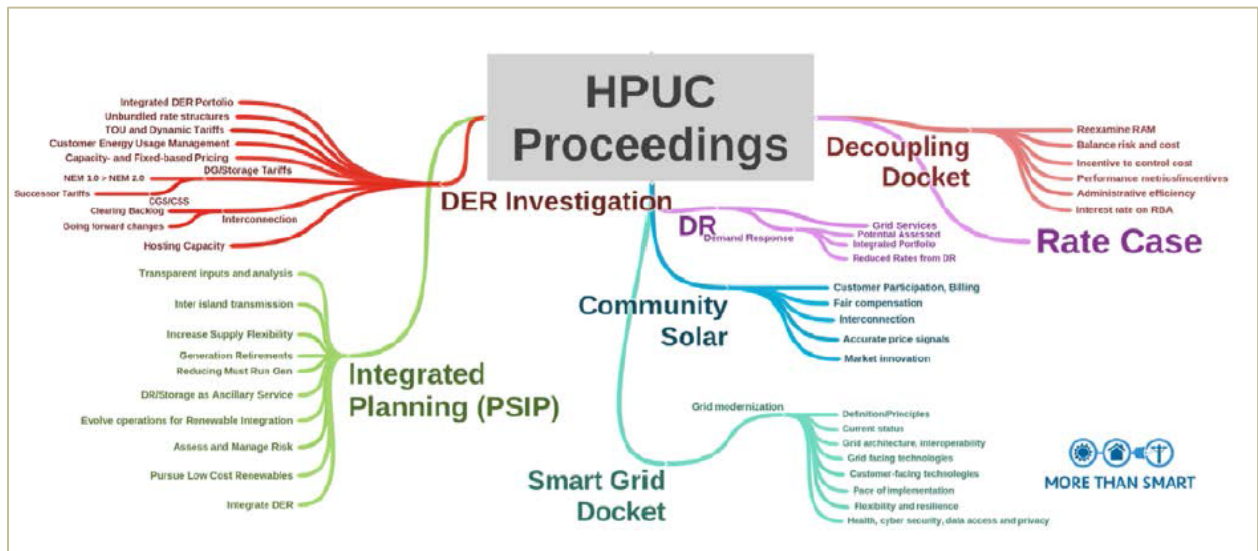 HPUC
Proceedings
Integrated DER Portolio
Unbundled rate structures
TOU and Dynamic Tariffs
Customer Energy Usage Management
Capacity- and Fixed-based Pricing
DG/Storage Tariffs
NEM 1.0 > NEM 2.0
Successor Tariffs
CGS/CSS
Clearing Backlog
Interconnection
Going forward changes
Hosting Capacity
DER Investigation
Transparent inputs and analysis
Inter island transmission
Increase Supply Flexibility
Generation Retirements
Reducing Must Run Gen
DR/Storage as Ancillary Service
Evolve operations for Renewable Integration
Assess and Manage Risk
Pursue Low Cost Renewables
Integrate DER
Integrated
Planning (PSIP)
Decoupling
Docket
Reexamine RAM
Balance risk and cost
Incentive to control cost
Performance metrics/incentives
Administrative efficiency
Interest rate on RBA
Rate Case
DR
Demand Response
Grid Services
Potential Assessed
Integrated Portfolio
Reduced Rates from DR
Community
Solar
Customer Participation, Billing
Fair compensation
Interconnection
Accurate price signals
Market innovation
Smart Grid
Docket
Grid modernization
Definition/Principles
Current status
Grid architecture, interoperability
Grid facing technologies
Customer-facing technologies
Pace of implementation
Flexibility and resilience
Health, cyber security, data access and privacy
MORE THAN SMART